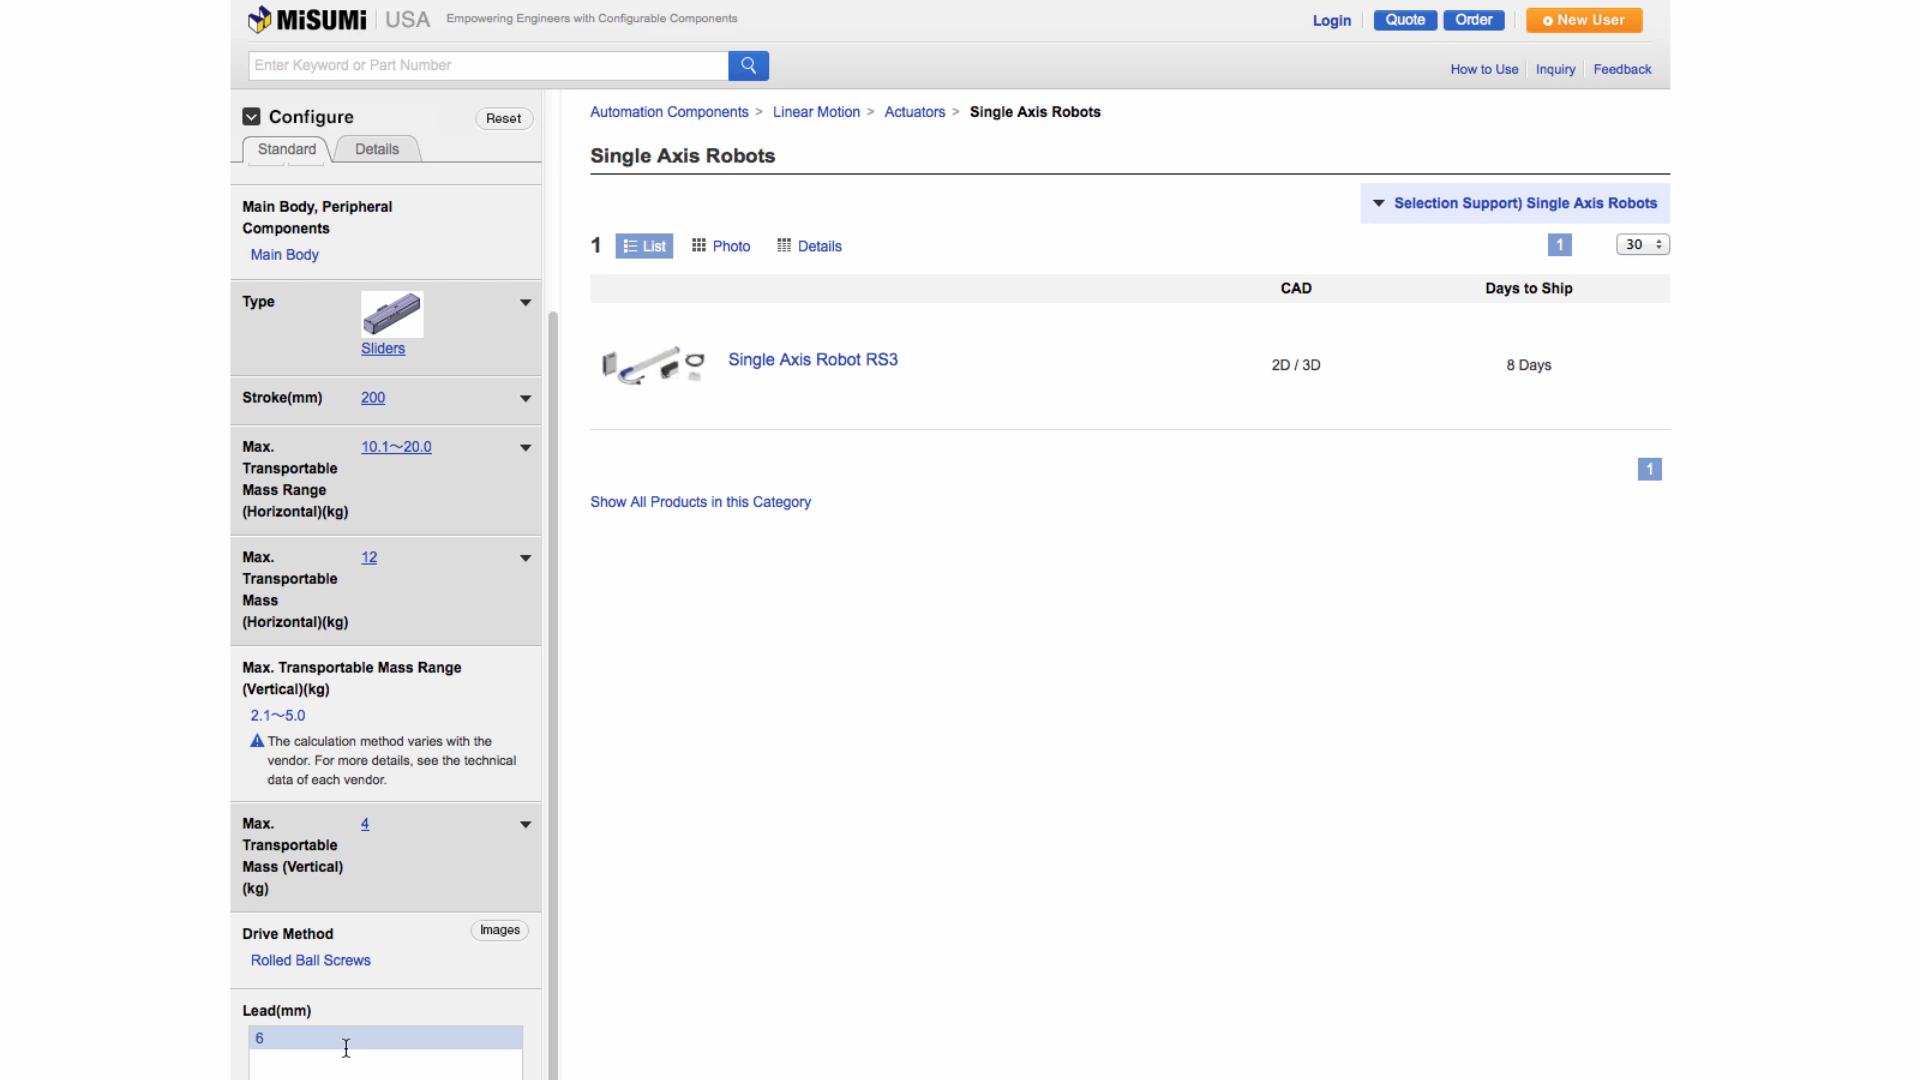 MiSUMi USA Empowering Engineers with Configurable Components
Login Quote Order New User
Enter Keyword or Part Number
How to Use Inquiry Feedback
Configure Reset
Standard Details
Main Body, Peripheral
Components
Main Body
Type
Sliders
Stroke(mm) 200
Max. 10.1～20.0
Transportable
Mass Range
(Horizontal)(kg)
Max. 12
Transportable
Mass
(Horizontal)(kg)
Max. Transportable Mass Range
(Vertical)(kg)
2.1～5.0
The calculation method varies with the
vendor. For more details, see the technical
data of each vendor.
Max. 4
Transportable
Mass (Vertical)
(kg)
Drive Method Images
Rolled Ball Screws
Lead(mm)
6
Automation Components > Linear Motion > Actuators > Single Axis Robots
Single Axis Robots
Selection Support) Single Axis Robots
1 List Photo Details 1 30
CAD Days to Ship
Single Axis Robot RS3 2D / 3D 8 Days
1
Show All Products in this Category